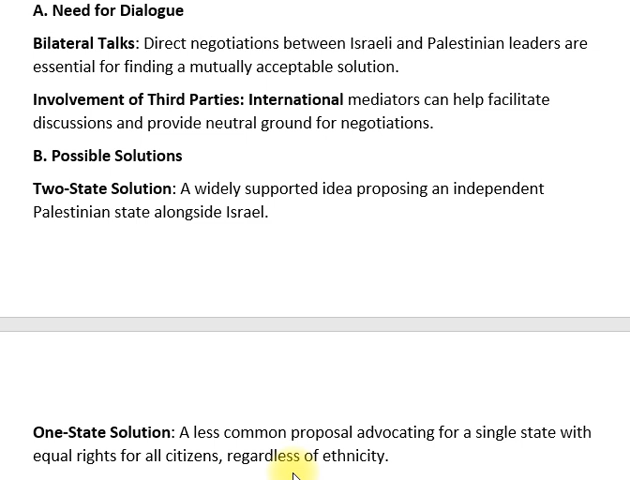 A. Need for Dialogue
Bilateral Talks: Direct negotiations between Israeli and Palestinian leaders are
essential for finding a mutually acceptable solution.
Involvement of Third Parties: International mediators can help facilitate
discussions and provide neutral ground for negotiations.
B. Possible Solutions
Two-State Solution: A widely supported idea proposing an independent
Palestinian state alongside Israel.
One-State Solution: A less common proposal advocating for a single state with
equal rights for all citizens, regardless of ethnicity.